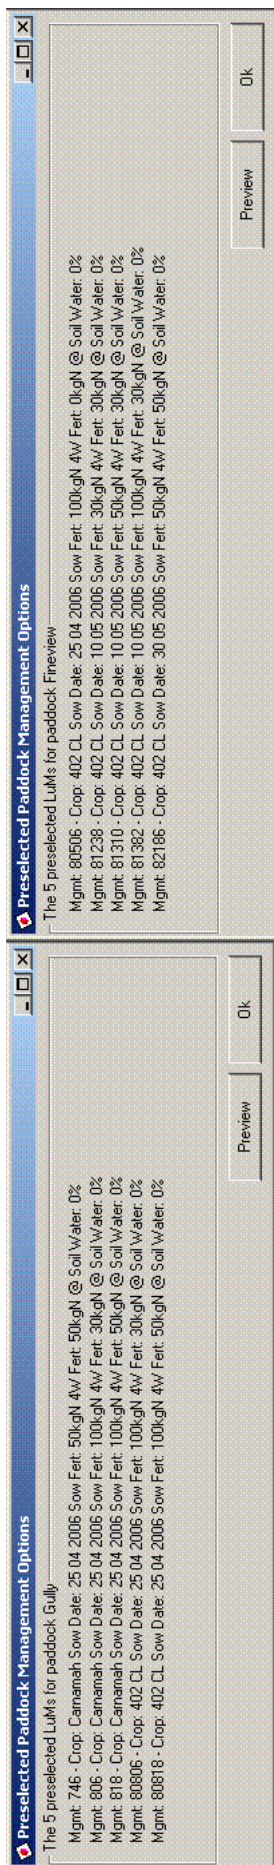 Preselected Paddock Management Options
The 5 preselected LuMs for paddock Gully
Mgmt: 746 - Crop: Carnamah Sow Date: 25 04 2006 Sow Fert: 50kgN 4W Fert: 50kgN @ Soil Water: 0%
Mgmt: 806 - Crop: Carnamah Sow Date: 25 04 2006 Sow Fert: 100kgN 4W Fert: 30kgN @ Soil Water: 0%
Mgmt: 818 - Crop: Carnamah Sow Date: 25 04 2006 Sow Fert: 100kgN 4W Fert: 50kgN @ Soil Water: 0%
Mgmt: 80806 - Crop: 402 CL Sow Date: 25 04 2006 Sow Fert: 100kgN 4W Fert: 30kgN @ Soil Water: 0%
Mgmt: 80818 - Crop: 402 CL Sow Date: 25 04 2006 Sow Fert: 100kgN 4W Fert: 50kgN @ Soil Water: 0%
Preview
Ok
Preselected Paddock Management Options
The 5 preselected LuMs for paddock Fineview
Mgmt: 80506 - Crop: 402 CL Sow Date: 25 04 2006 Sow Fert: 100kgN 4W Fert: 0kgN @ Soil Water: 0%
Mgmt: 81238 - Crop: 402 CL Sow Date: 10 05 2006 Sow Fert: 30kgN 4W Fert: 30kgN @ Soil Water: 0%
Mgmt: 81310 - Crop: 402 CL Sow Date: 10 05 2006 Sow Fert: 50kgN 4W Fert: 30kgN @ Soil Water: 0%
Mgmt: 81382 - Crop: 402 CL Sow Date: 10 05 2006 Sow Fert: 100kgN 4W Fert: 30kgN @ Soil Water: 0%
Mgmt: 82186 - Crop: 402 CL Sow Date: 30 05 2006 Sow Fert: 50kgN 4W Fert: 50kgN @ Soil Water: 0%
Preview
Ok